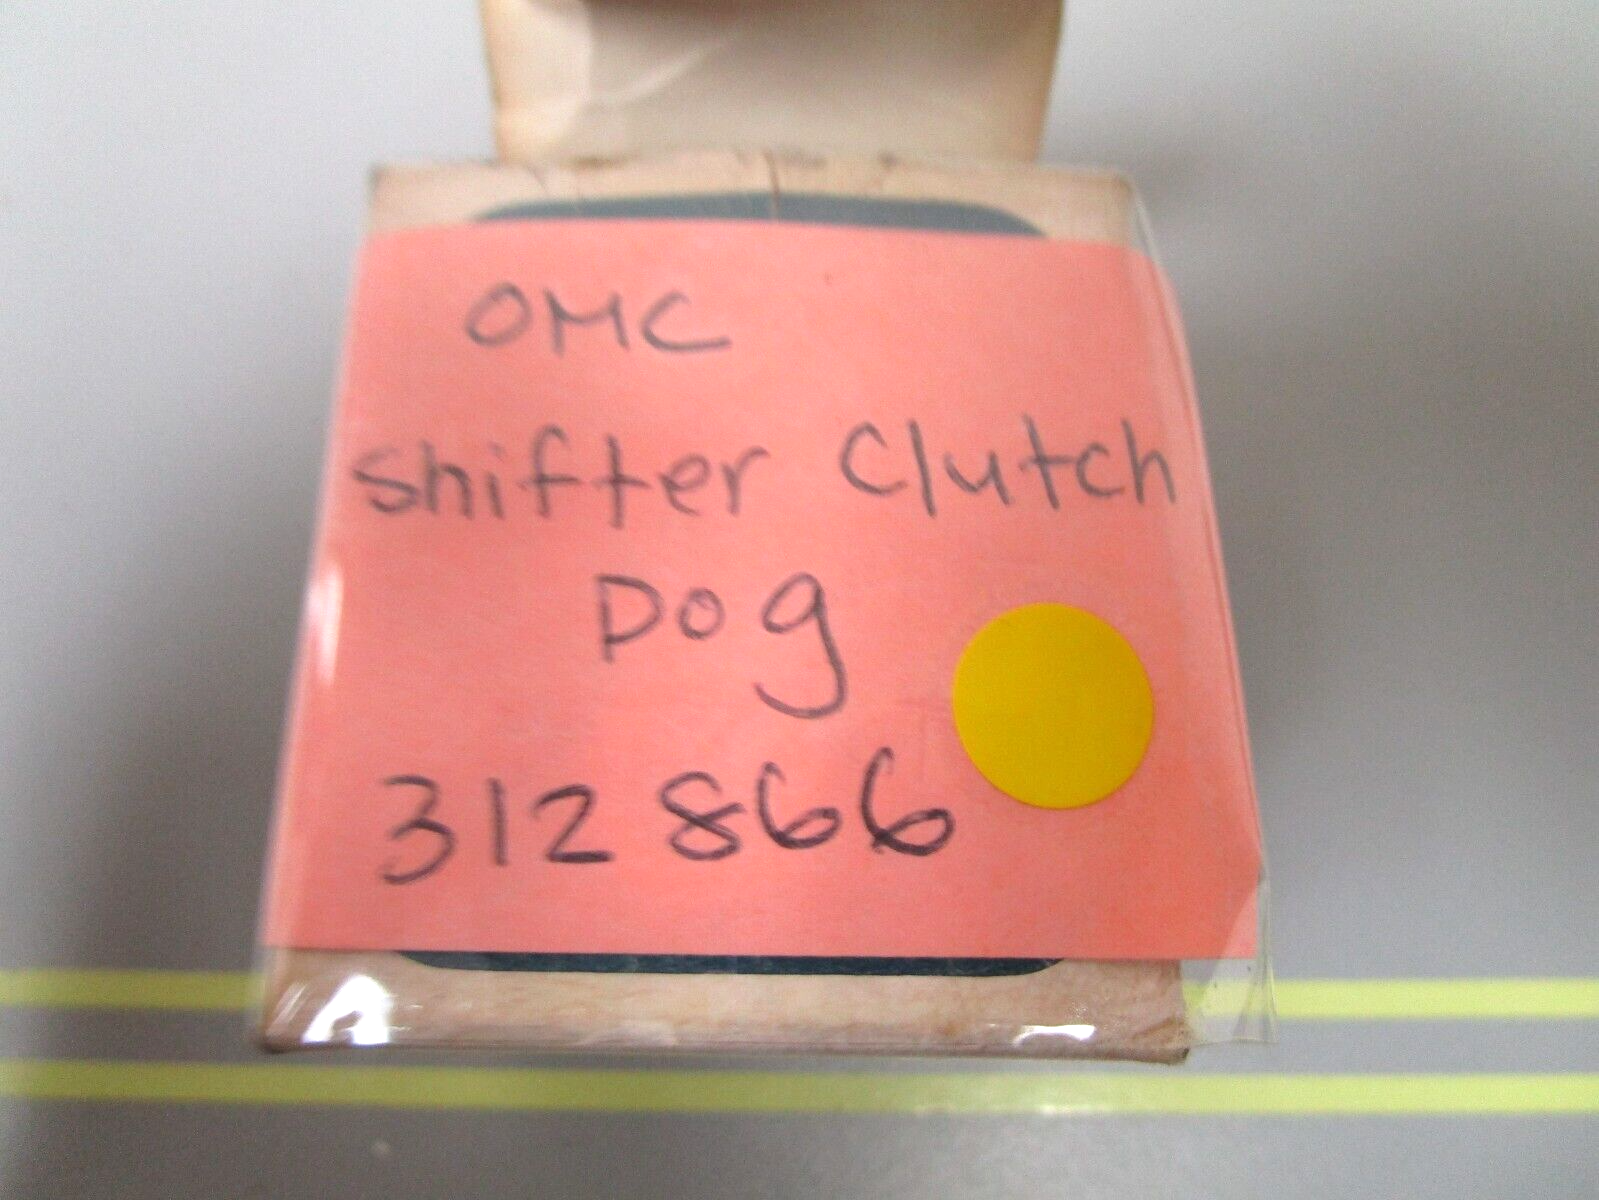 OMC
shifter clutch
Dog
312866